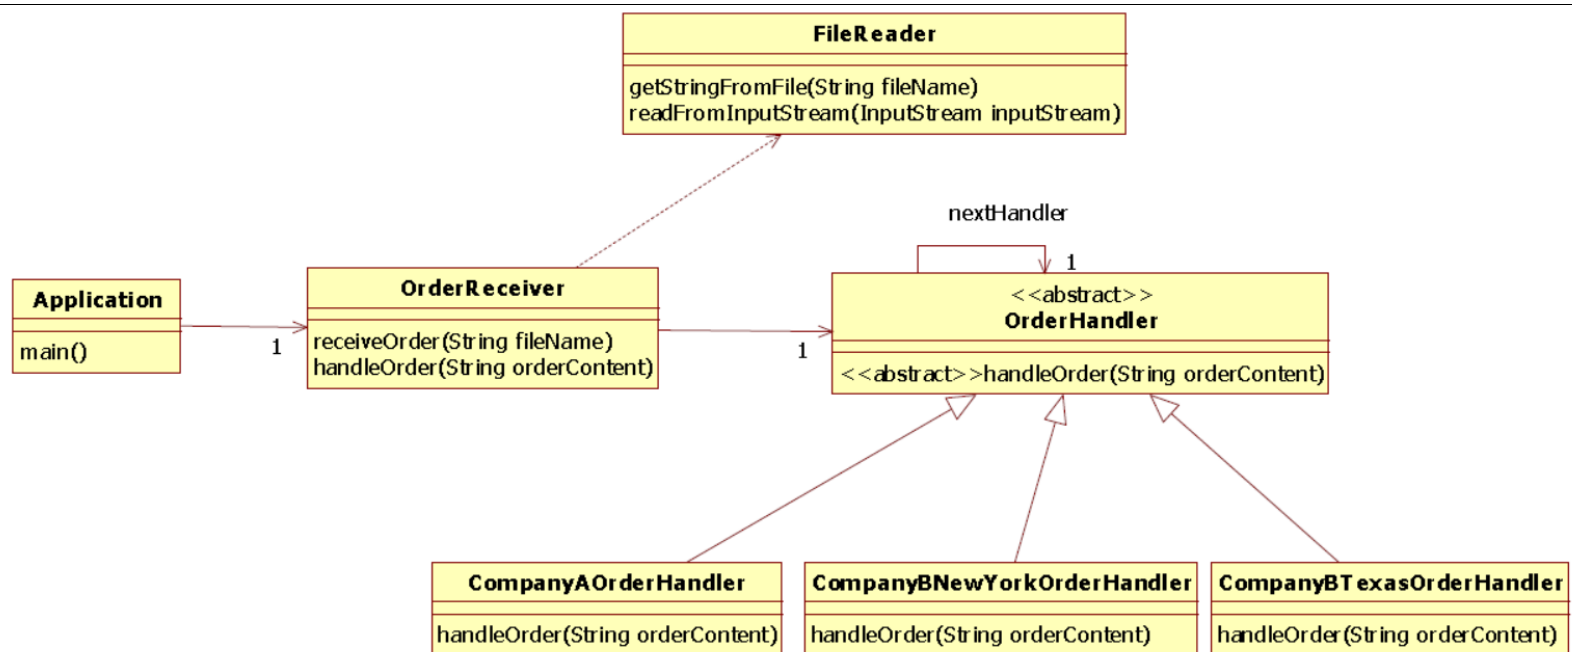 FileReader
getStringFromFile(String fileName)
readFromInputStream(InputStream inputStream)
nextHandler
1
Application
main()
1
OrderReceiver
receiveOrder(String fileName)
handleOrder(String orderContent)
1
<<abstract>>
OrderHandler
<<abstract>>handleOrder(String orderContent)
CompanyAOrderHandler
handleOrder(String orderContent)
CompanyBNewYorkOrderHandler
handleOrder(String orderContent)
CompanyBTexasOrderHandler
handleOrder(String orderContent)